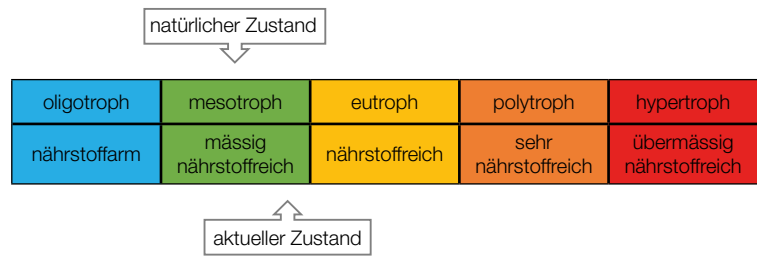 natürlicher Zustand
oligotroph mesotroph eutroph polytroph hypertroph
nährstoffarm mässig nährstoffreich nährstoffreich sehr nährstoffreich übermässig nährstoffreich
aktueller Zustand